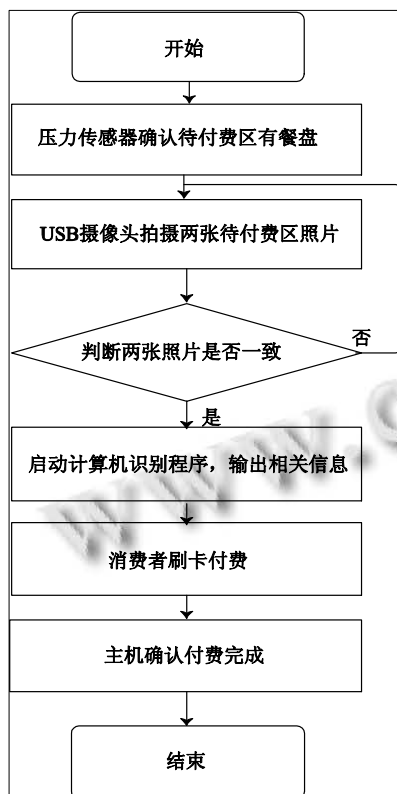 开始
压力传感器确认待付费区有餐盘
USB摄像头拍摄两张待付费区照片
判断两张照片是否一致
否
是
启动计算机识别程序，输出相关信息
消费者刷卡付费
主机确认付费完成
结束
www.c